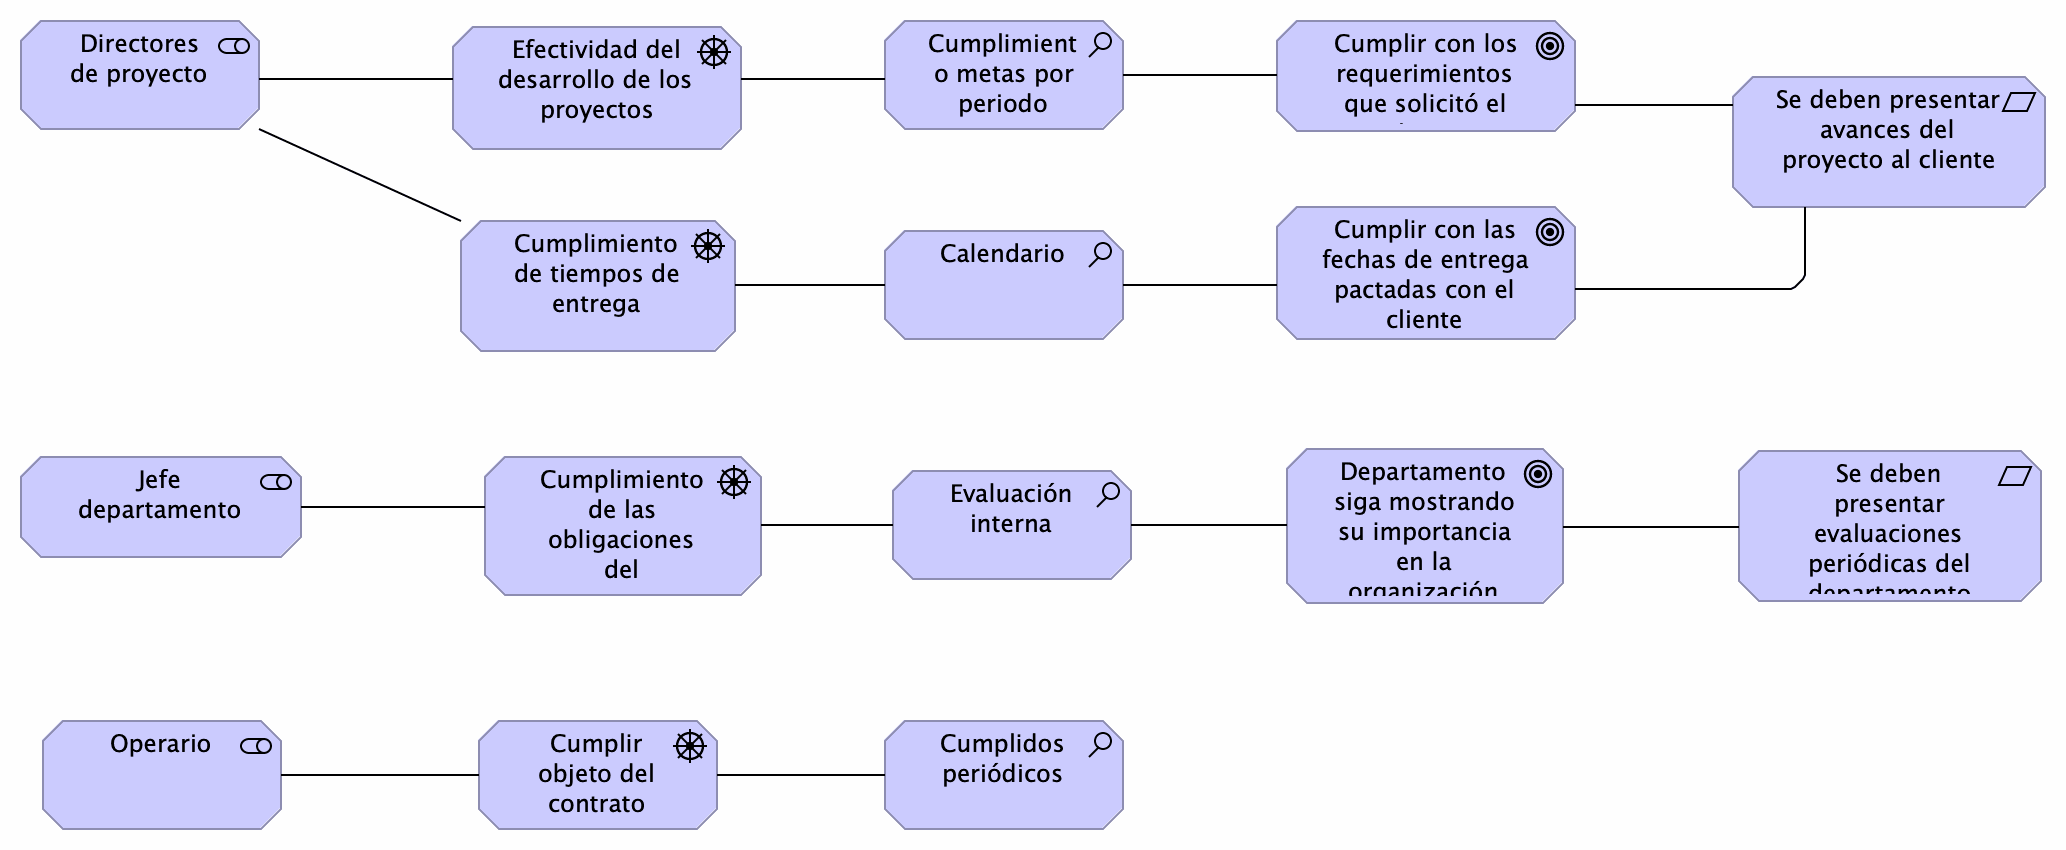 Directores
de proyecto
Efectividad del
desarrollo de los
proyectos
Cumplimient
o metas por
periodo
Cumplir con los
requerimientos
que solicitó el
Se deben presentar
avances del
proyecto al cliente
Cumplimiento
de tiempos de
entrega
Calendario
Cumplir con las
fechas de entrega
pactadas con el
cliente
Jefe
departamento
Cumplimiento
de las
obligaciones
del
Evaluación
interna
Departamento
siga mostrando
su importancia
en la
organización
Se deben
presentar
evaluaciones
periódicas del
departamento
Operario
Cumplir
objeto del
contrato
Cumplidos
periódicos